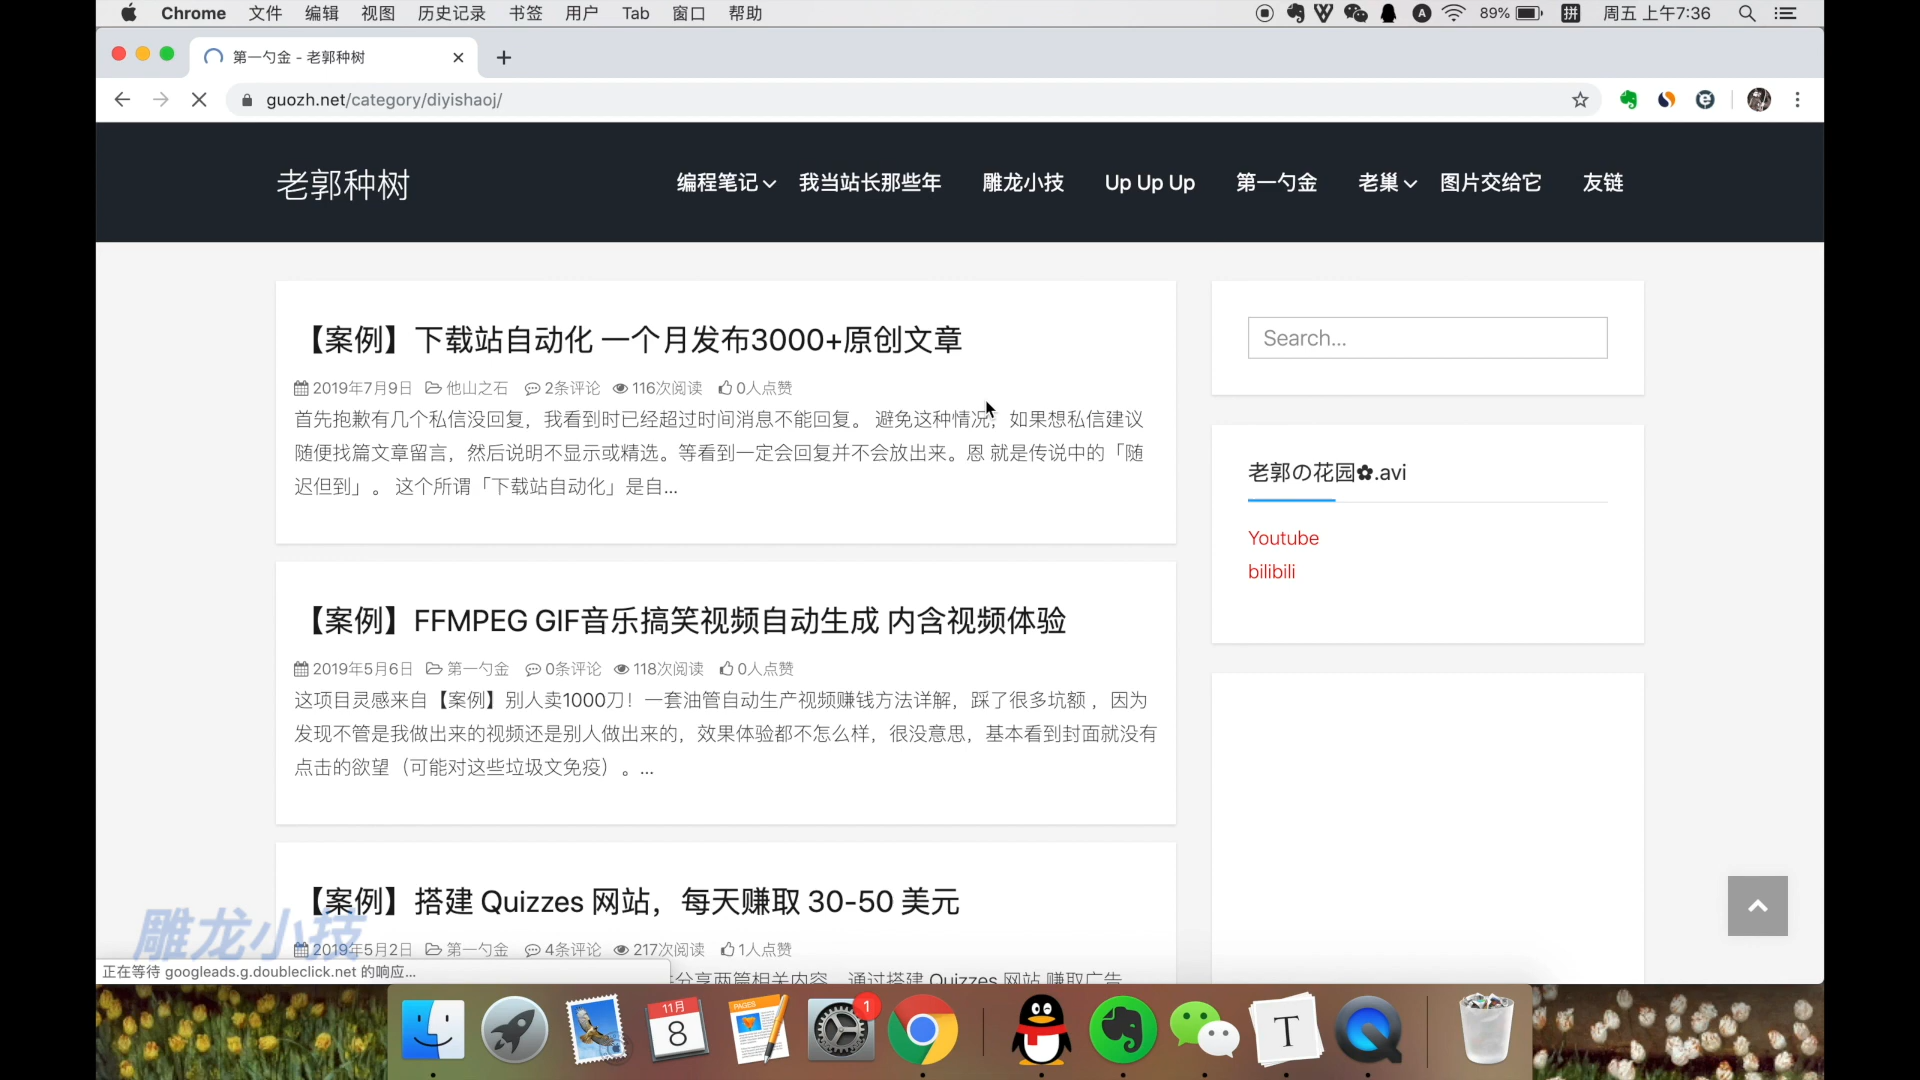 Chrome 文件 编辑 视图 历史记录 书签 用户 Tab 窗口 帮助
89% 拼 周五 上午7:36
第一勺金 - 老郭种树
guozh.net/category/diyishaoj/
老郭种树
编程笔记 我当站长那些年 雕龙小技 Up Up Up 第一勺金 老巢 图片交给它 友链
【案例】下载站自动化 一个月发布3000+原创文章
2019年7月9日 他山之石 2条评论 116次阅读 0人点赞
首先抱歉有几个私信没回复，我看到时已经超过时间消息不能回复。 避免这种情况，如果想私信建议
随便找篇文章留言，然后说明不显示或精选。等看到一定会回复并不会放出来。恩 就是传说中的「随
迟但到」。 这个所谓「下载站自动化」是自...
Search...
老郭の花园✿.avi
Youtube
bilibili
【案例】FFMPEG GIF音乐搞笑视频自动生成 内含视频体验
2019年5月6日 第一勺金 0条评论 118次阅读 0人点赞
这项目灵感来自【案例】别人卖1000刀！一套油管自动生产视频赚钱方法详解，踩了很多坑额 ，因为
发现不管是我做出来的视频还是别人做出来的，效果体验都不怎么样，很没意思，基本看到封面就没有
点击的欲望（可能对这些垃圾文免疫）。...
【案例】搭建 Quizzes 网站，每天赚取 30-50 美元
2019年5月2日 第一勺金 4条评论 217次阅读 1人点赞
雕龙小技
分享两篇相关内容，通过搭建 Quizzes 网站 赚取广告
正在等待 googleads.g.doubleclick.net 的响应...
11月
8
PAGES
1
T